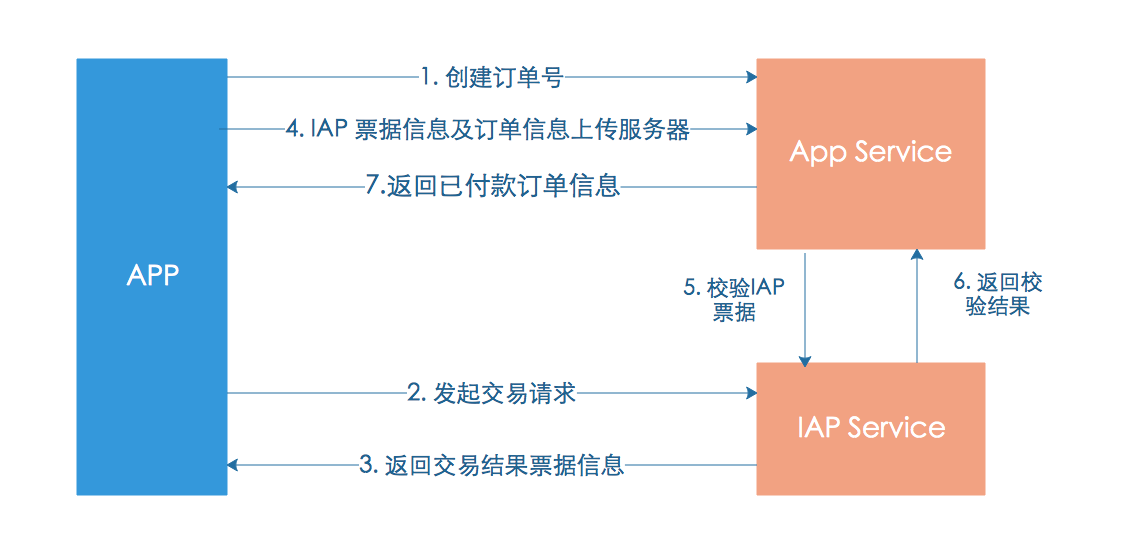 1. 创建订单号
4. IAP 票据信息及订单信息上传服务器
App Service
7.返回已付款订单信息
APP
5. 校验IAP
票据
6. 返回校
验结果
2. 发起交易请求
IAP Service
3. 返回交易结果票据信息